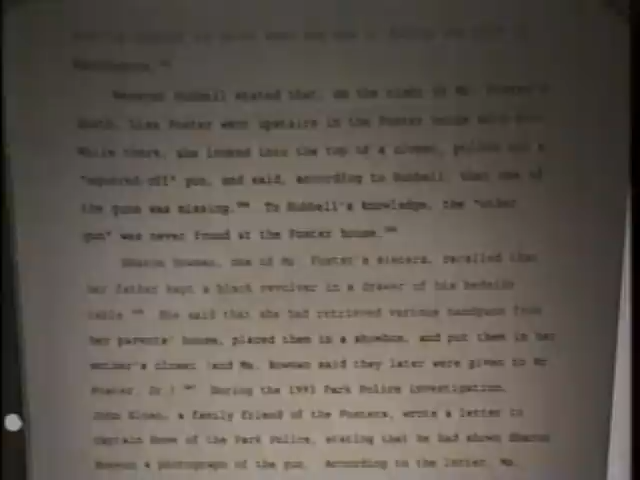 Webster Hubbell stated that, on the night of Mr. Foster's
death, Lisa Foster went upstairs in the Foster house with
While there, she looked into the top of a closet, pulled out a
"squared-off" gun, and said, according to Hubbell, that one of
the guns was missing. To Hubbell's knowledge, the "other
gun" was never found at the Foster house.
Sharon Bowman, one of Mr. Foster's sisters, recalled that
her father kept a black revolver in a drawer of his bedside
table. She said that she had retrieved various handguns from
her parents' house, placed them in a shoebox, and put them in her
mother's closet (and Ms. Bowman said they later were given to Mr.
Foster, Jr.). During the 1993 Park Police investigation,
John Sloan, a family friend of the Fosters, wrote a letter to
Captain Hume of the Park Police, stating that he had shown Sharon
Bowman a photograph of the gun. According to the letter, Ms.